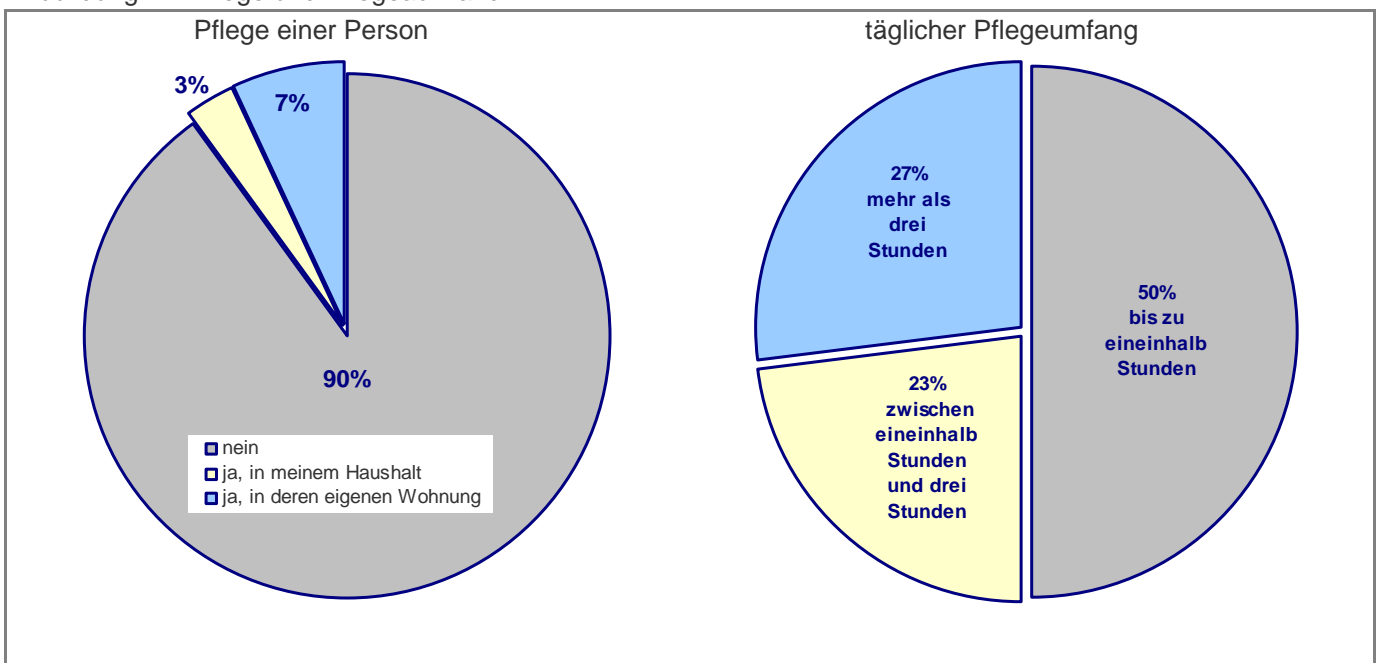 Pflege einer Person
3%
7%
90%
nein
ja, in meinem Haushalt
ja, in deren eigenen Wohnung
täglicher Pflegeumfang
27%
mehr als
drei
Stunden
50%
bis zu
eineinhalb
Stunden
23%
zwischen
eineinhalb
Stunden
und drei
Stunden